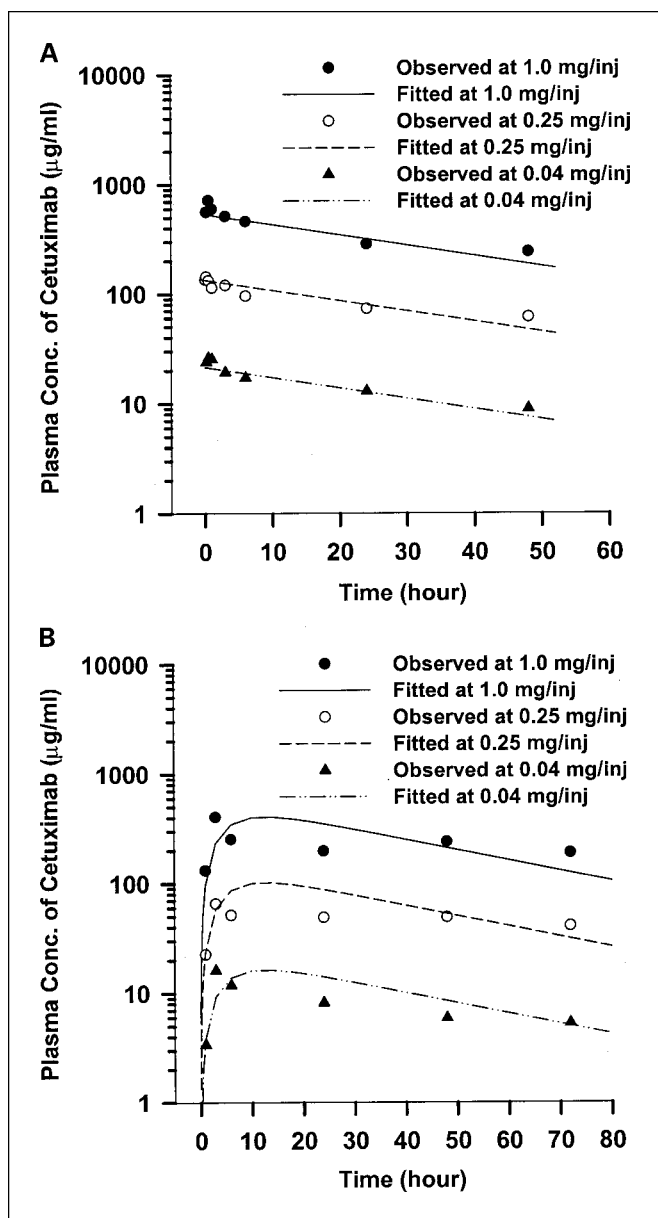 A
Observed at 1.0 mg/inj
Fitted at 1.0 mg/inj
Observed at 0.25 mg/inj
Fitted at 0.25 mg/inj
Observed at 0.04 mg/inj
Fitted at 0.04 mg/inj
Plasma Conc. of Cetuximab (μg/ml)
10000
1000
100
10
1
0 10 20 30 40 50 60
Time (hour)
B
Observed at 1.0 mg/inj
Fitted at 1.0 mg/inj
Observed at 0.25 mg/inj
Fitted at 0.25 mg/inj
Observed at 0.04 mg/inj
Fitted at 0.04 mg/inj
Plasma Conc. of Cetuximab (μg/ml)
10000
1000
100
10
1
0 10 20 30 40 50 60 70 80
Time (hour)